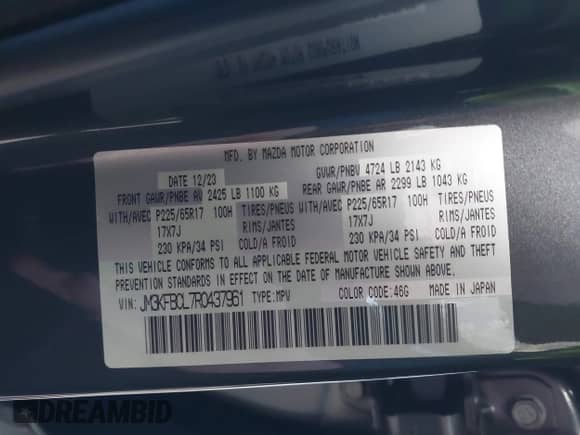 MFD. BY MAZDA MOTOR CORPORATION
DATE 12/23 GVWR/PNBV 4724 LB 2143 KG
FRONT GAWR/PNBE AV 2425 LB 1100 KG REAR GAWR/PNBE AR 2299 LB 1043 KG
WITH/AVEC P225/65R17 100H TIRES/PNEUS WITH/AVEC P225/65R17 100H TIRES/PNEUS
17X7J RIMS/JANTES 17X7J RIMS/JANTES
230 KPA/34 PSI COLD/A FROID 230 KPA/34 PSI COLD/A FROID
THIS VEHICLE CONFORMS TO ALL APPLICABLE FEDERAL MOTOR VEHICLE SAFETY AND THEFT
PREVENTION STANDARDS IN EFFECT ON THE DATE OF MANUFACTURE SHOWN ABOVE.
VIN: JM3KFBCL7R0437961 TYPE:MPV COLOR CODE:46G MADE IN JAPAN
DREAMBID